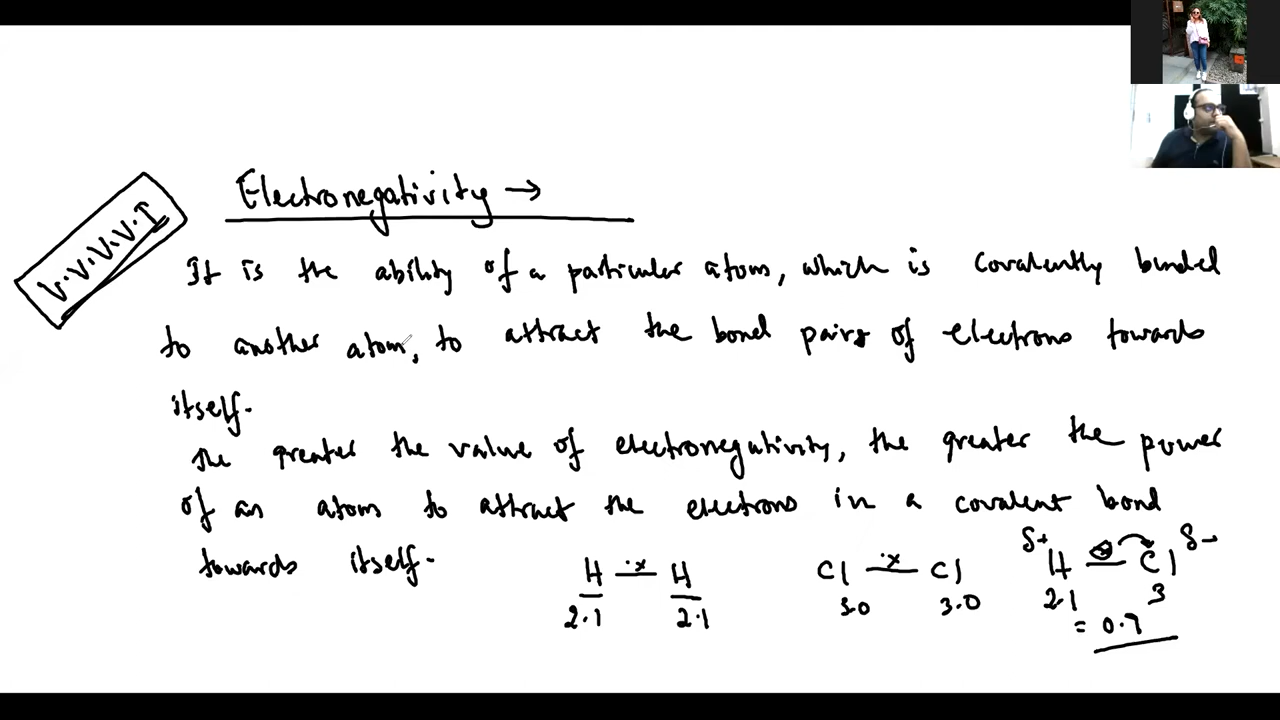 Electronegativity →
V.V.V.V.I
It is the ability of a particular atom, which is covalently bonded
to another atom, to attract the bond pairs of electrons towards
itself.
The greater the value of electronegativity, the greater the power
of an atom to attract the electrons in a covalent bond
towards itself.
δ+ δ-
H ·x H Cl ·x Cl H Cl
2.1 2.1 3.0 3.0 2.1 3
= 0.9